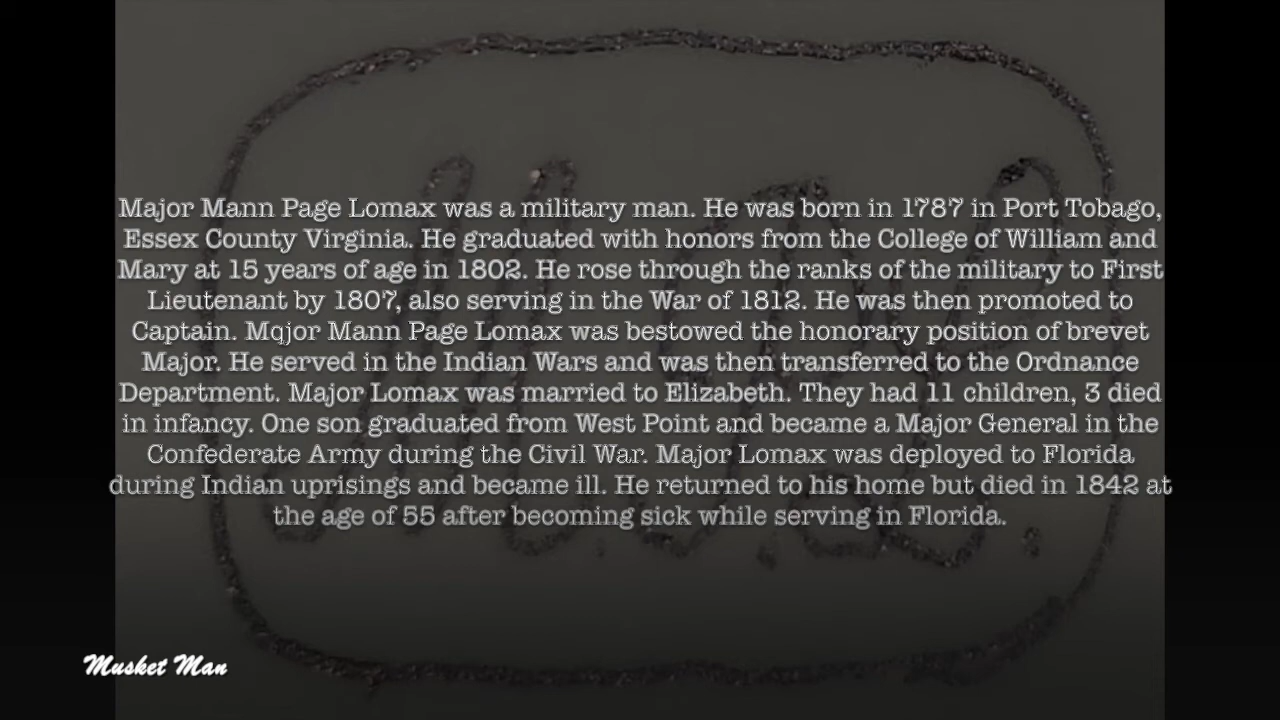 Major Mann Page Lomax was a military man. He was born in 1787 in Port Tobago,
Essex County Virginia. He graduated with honors from the College of William and
Mary at 15 years of age in 1802. He rose through the ranks of the military to First
Lieutenant by 1807, also serving in the War of 1812. He was then promoted to
Captain. Mqjor Mann Page Lomax was bestowed the honorary position of brevet
Major. He served in the Indian Wars and was then transferred to the Ordnance
Department. Major Lomax was married to Elizabeth. They had 11 children, 3 died
in infancy. One son graduated from West Point and became a Major General in the
Confederate Army during the Civil War. Major Lomax was deployed to Florida
during Indian uprisings and became ill. He returned to his home but died in 1842 at
the age of 55 after becoming sick while serving in Florida.
Musket Man